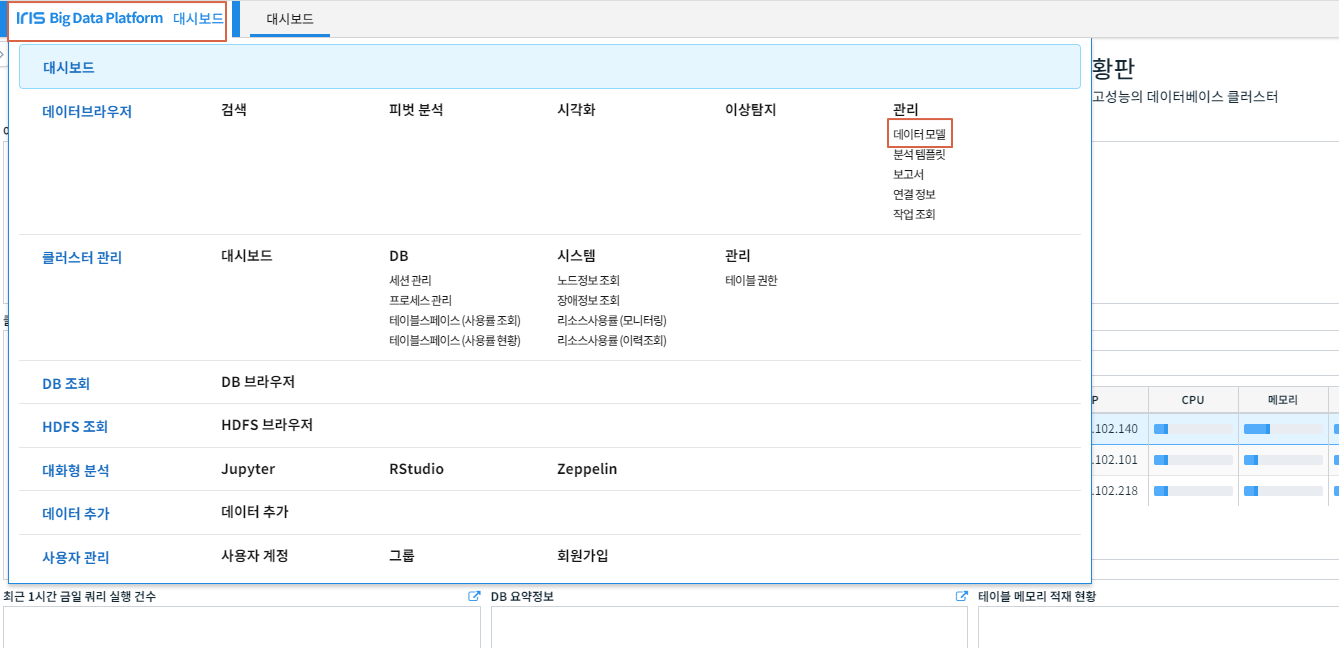 IRIS Big Data Platform 대시보드 대시보드
대시보드
데이터브라우저 검색 피벗 분석 시각화 이상탐지 관리
데이터 모델
분석 템플릿
보고서
연결 정보
작업 조회
클러스터 관리 대시보드 DB 시스템 관리
세션 관리 노드정보 조회 테이블 권한
프로세스 관리 장애정보 조회
테이블스페이스 (사용률 조회) 리소스사용률 (모니터링)
테이블스페이스 (사용률 현황) 리소스사용률 (이력조회)
DB 조회 DB 브라우저
HDFS 조회 HDFS 브라우저
대화형 분석 Jupyter RStudio Zeppelin
데이터 추가 데이터 추가
사용자 관리 사용자 계정 그룹 회원가입
황판
고성능의 데이터베이스 클러스터
P CPU 메모리
.102.140
.102.101
.102.218
최근 1시간 금일 쿼리 실행 건수 DB 요약정보 테이블 메모리 적재 현황